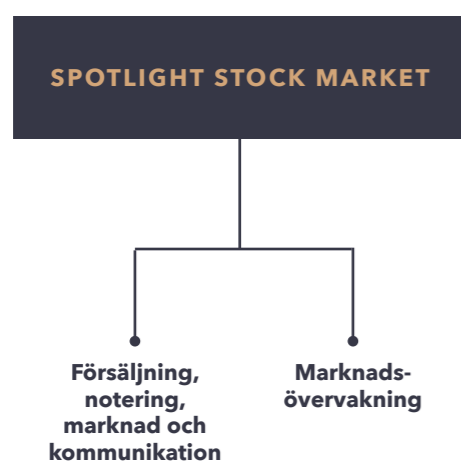 SPOTLIGHT STOCK MARKET
Försäljning,
notering,
marknad och
kommunikation
Marknads-
övervakning